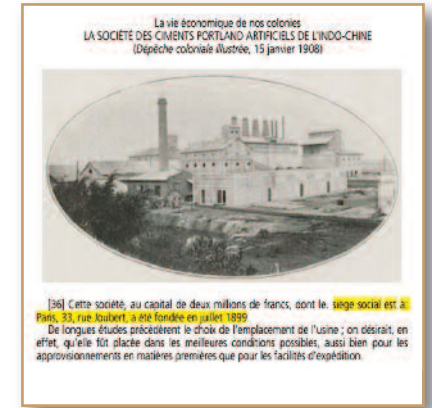 La vie économique de nos colonies
LA SOCIÉTÉ DES CIMENTS PORTLAND ARTIFICIELS DE L'INDO-CHINE
(Dépêche coloniale illustrée, 15 janvier 1908)
[36] Cette société, au capital de deux millions de francs, dont le. siège social est à
Paris, 33, rue Joubert, a été fondée en juillet 1899
De longues études précédèrent le choix de l'emplacement de l'usine ; on désirait, en
effet, qu'elle fût placée dans les meilleures conditions possibles, aussi bien pour les
approvisionnements en matières premières que pour les facilités d'expédition.